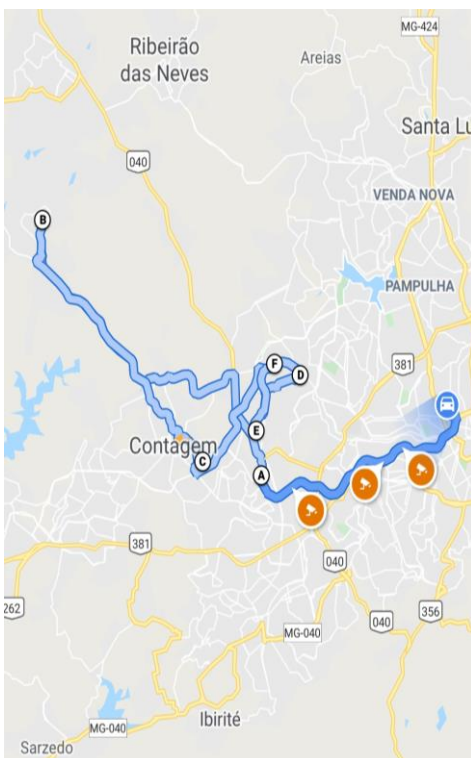 MG-424
Ribeirão
das Neves
Areias
Santa Lu
040
VENDA NOVA
B
PAMPULHA
381
F
D
E
Contagem
C
A
381
040
262
356
040
MG-040
Ibirité
MG-040
Sarzedo